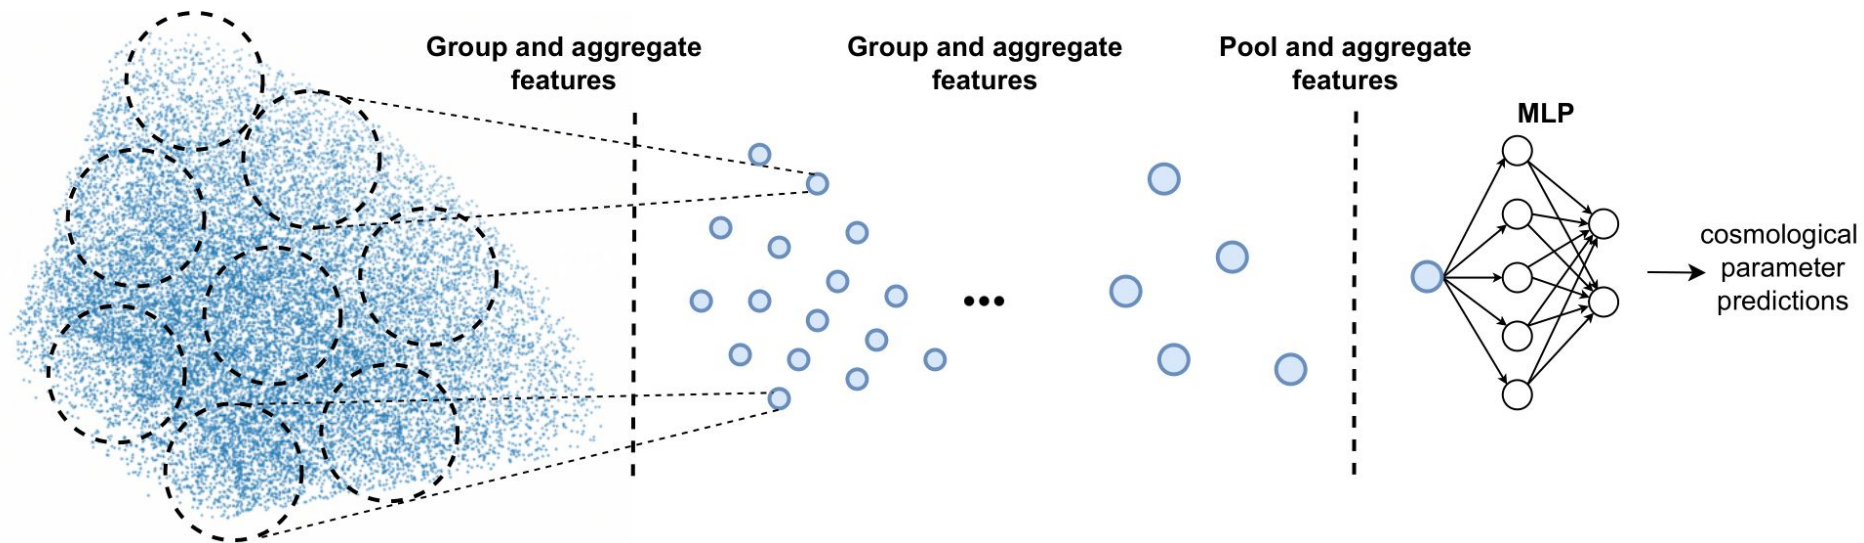 Group and aggregate
features
Group and aggregate
features
Pool and aggregate
features
MLP
cosmological
parameter
predictions